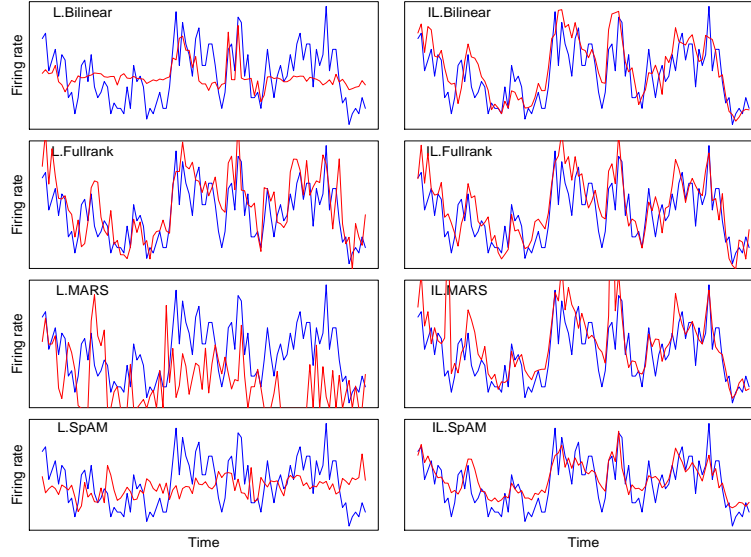 L.Bilinear
IL.Bilinear
Firing rate
L.Fullrank
IL.Fullrank
Firing rate
L.MARS
IL.MARS
Firing rate
L.SpAM
IL.SpAM
Firing rate
Time
Time